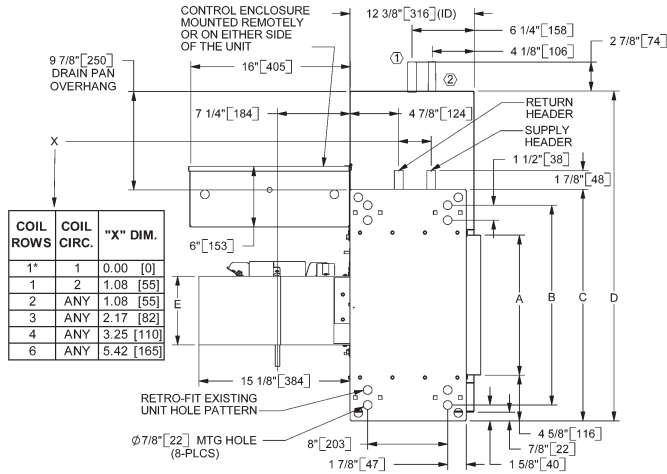 CONTROL ENCLOSURE
MOUNTED REMOTELY
OR ON EITHER SIDE
OF THE UNIT
12 3/8"[316](ID)
6 1/4"[158]
4 1/8"[106]
2 7/8"[74]
9 7/8"[250]
DRAIN PAN
OVERHANG
16"[405]
1
2
7 1/4"[184]
4 7/8"[124]
RETURN
HEADER
SUPPLY
HEADER
X
1 1/2"[38]
1 7/8"[48]
COIL ROWS | COIL CIRC. | "X" DIM.
1* | 1 | 0.00 [0]
1 | 2 | 1.08 [55]
2 | ANY | 1.08 [55]
3 | ANY | 2.17 [82]
4 | ANY | 3.25 [110]
6 | ANY | 5.42 [165]
6"[153]
E
A
B
C
D
15 1/8"[384]
RETRO-FIT EXISTING
UNIT HOLE PATTERN
Ø7/8"[22] MTG HOLE
(8-PLCS)
8"[203]
1 7/8"[47]
4 5/8"[116]
7/8"[22]
1 5/8"[40]